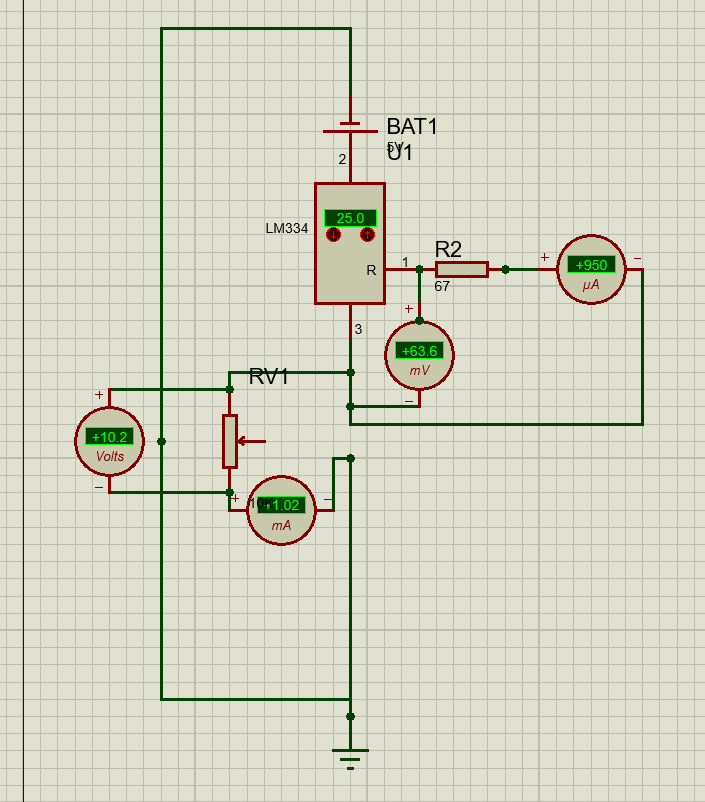 BAT1
5V
2
U1
25.0
LM334
R
1
R2
67
+
+950
µA
−
3
+
+63.6
mV
−
RV1
+
+10.2
Volts
−
10K
+
+1.02
mA
−